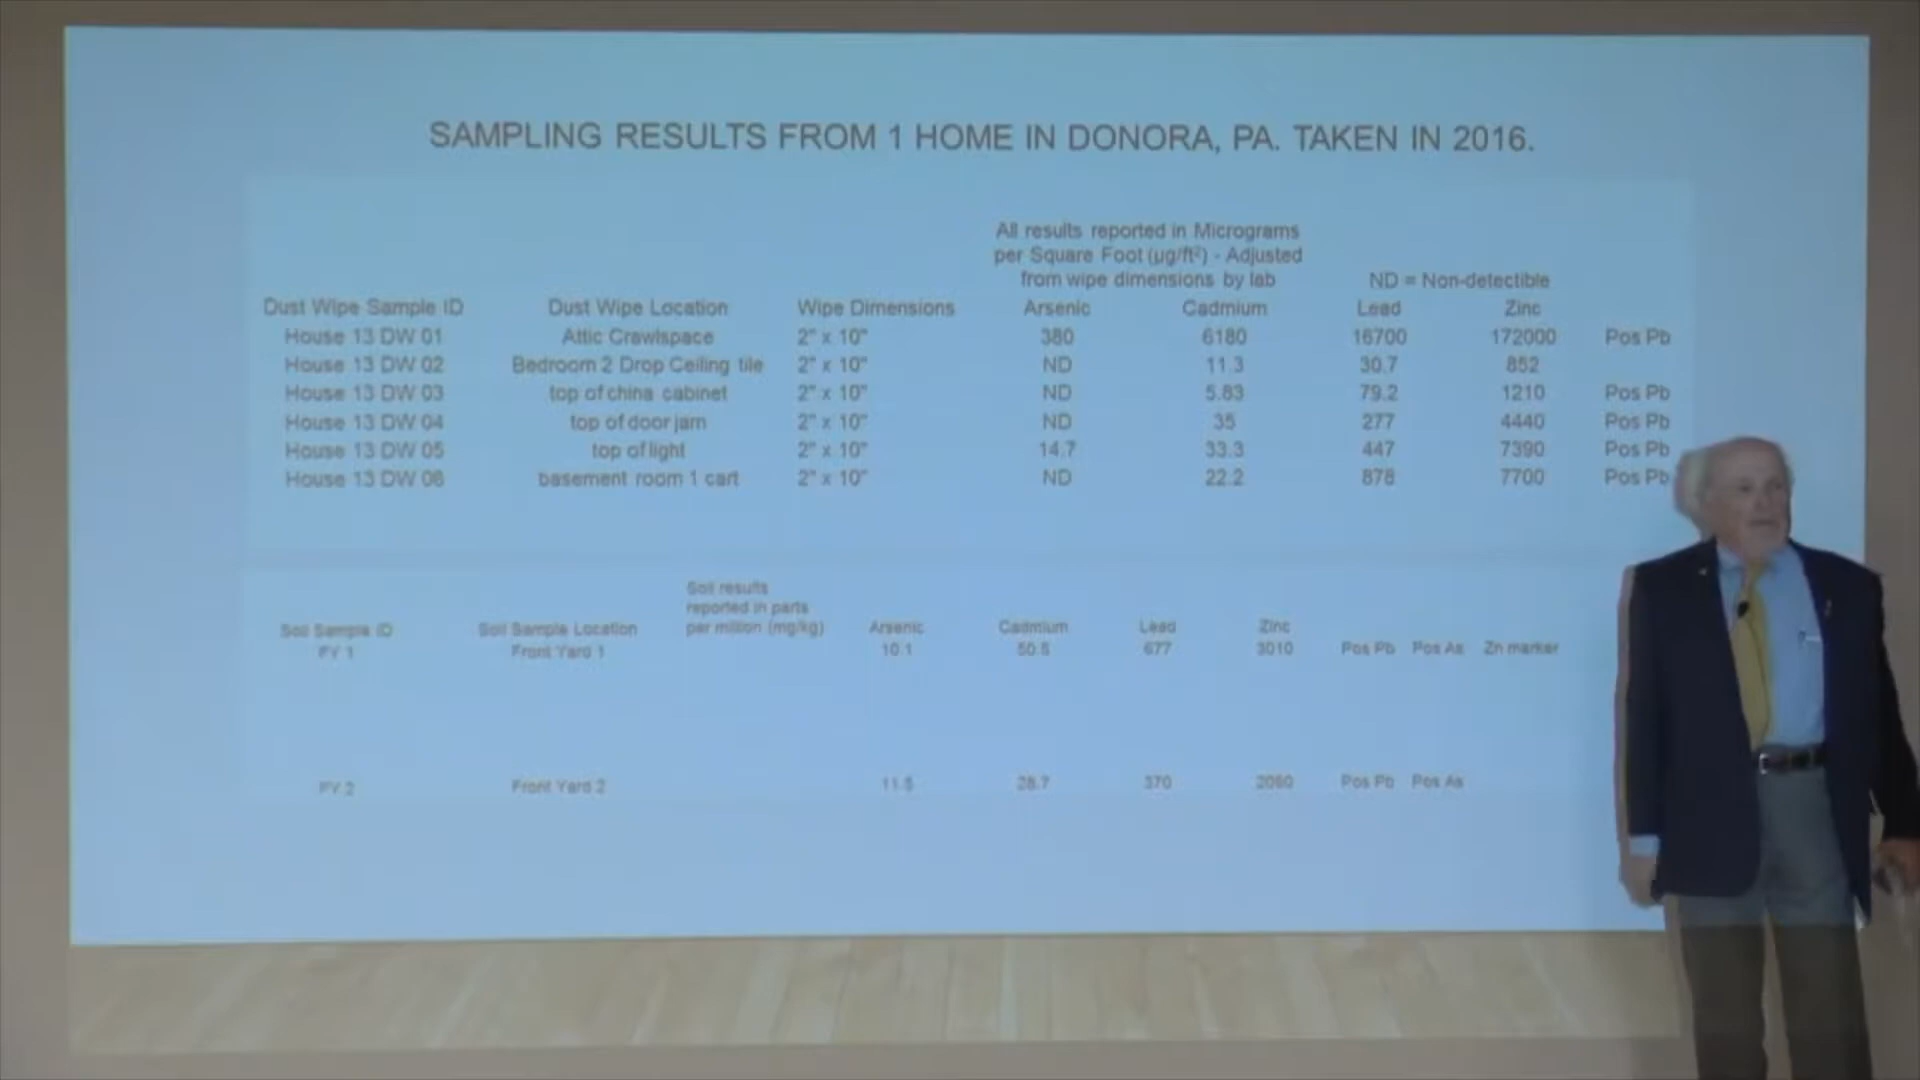 SAMPLING RESULTS FROM 1 HOME IN DONORA, PA. TAKEN IN 2016.
All results reported in Micrograms
per Square Foot (µg/ft²) - Adjusted
from wipe dimensions by lab ND = Non-detectible
Dust Wipe Sample ID Dust Wipe Location Wipe Dimensions Arsenic Cadmium Lead Zinc
House 13 DW 01 Attic Crawlspace 2" x 10" 380 6180 16700 172000 Pos Pb
House 13 DW 02 Bedroom 2 Drop Ceiling tile 2" x 10" ND 11.3 30.7 852
House 13 DW 03 top of china cabinet 2" x 10" ND 5.83 79.2 1210 Pos Pb
House 13 DW 04 top of door jam 2" x 10" ND 35 277 4440 Pos Pb
House 13 DW 05 top of light 2" x 10" 14.7 33.3 447 7390 Pos Pb
House 13 DW 06 basement room 1 cart 2" x 10" ND 22.2 878 7700 Pos Pb
Soil results
reported in parts
Soil Sample ID Soil Sample Location per million (mg/kg) Arsenic Cadmium Lead Zinc
FY 1 Front Yard 1 10.1 50.5 677 3010 Pos Pb Pos As Zn marker
FY 2 Front Yard 2 11.5 28.7 370 2060 Pos Pb Pos As